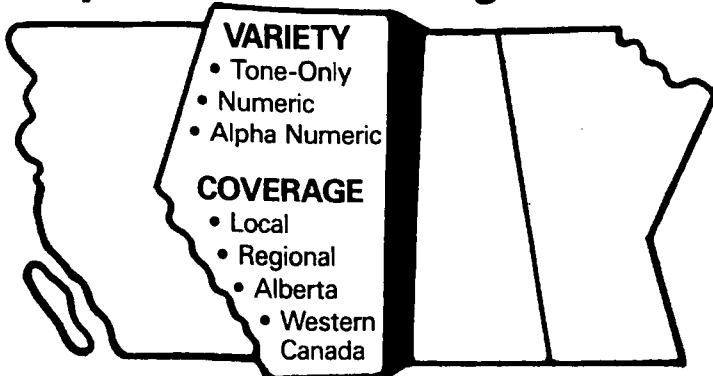 VARIETY
• Tone-Only
• Numeric
• Alpha Numeric
COVERAGE
• Local
• Regional
• Alberta
• Western
Canada